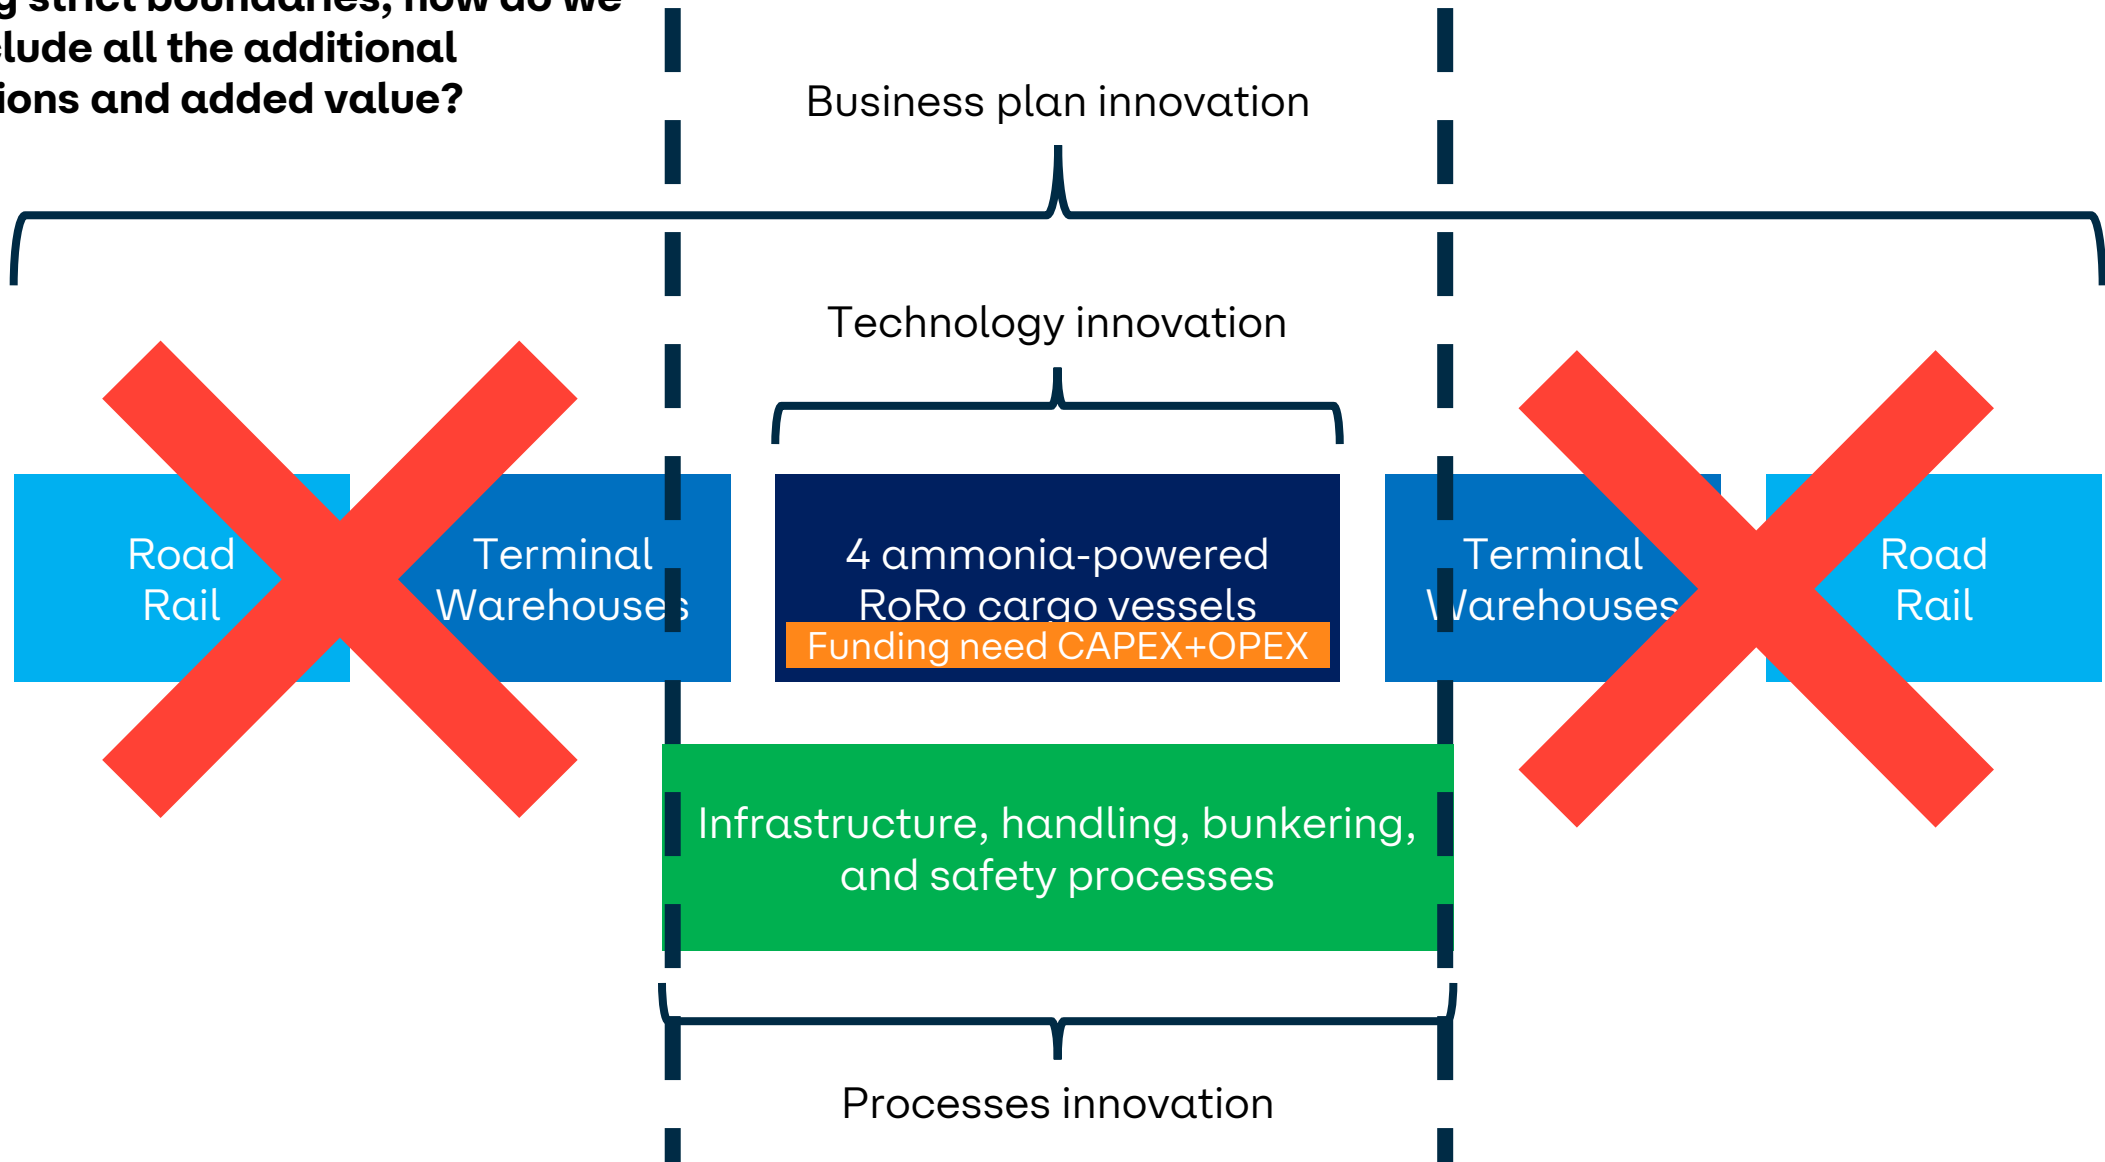 strict boundaries, how do we
all the additional
and added value?
Business plan innovation
Technology innovation
Road
Rail
Terminal
Warehouses
4 ammonia-powered
RoRo cargo vessels
Funding need CAPEX+OPEX
Terminal
Warehouses
Road
Rail
Infrastructure, handling, bunkering,
and safety processes
Processes innovation